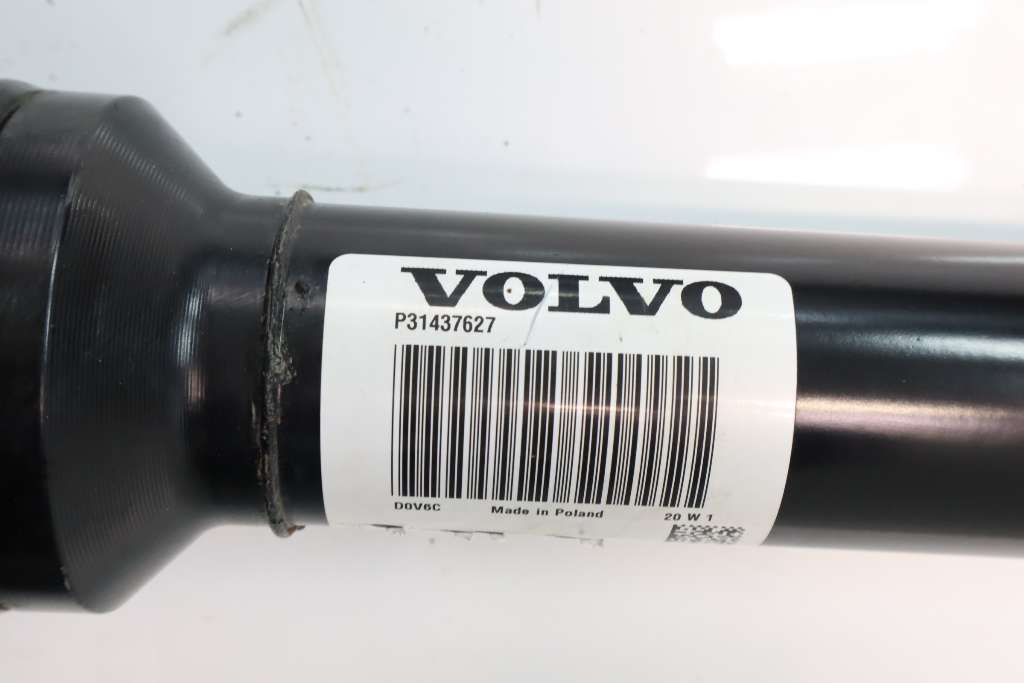 VOLVO
P31437627
D0V6C Made in Poland 20 W 1